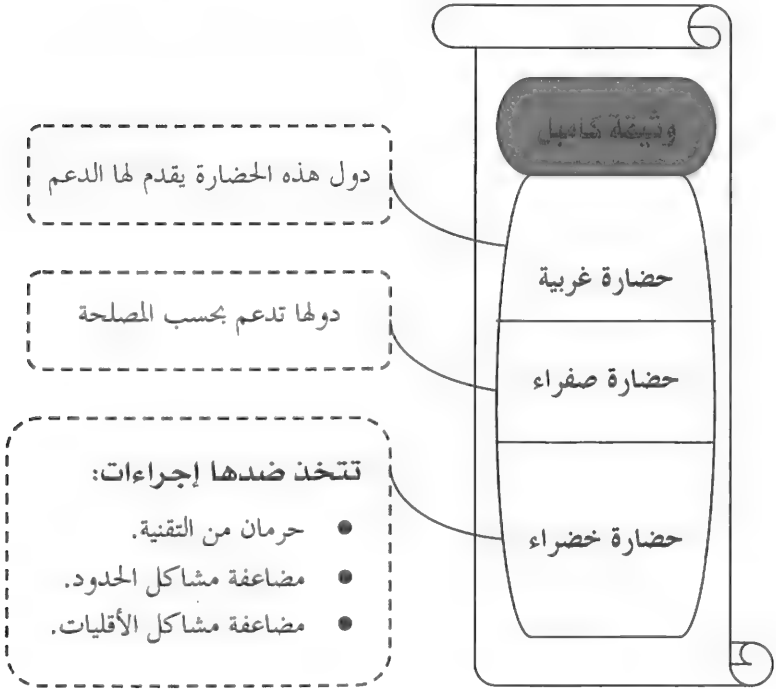 وثيقة كامبل
حضارة غربية
دول هذه الحضارة يقدم لها الدعم
حضارة صفراء
دولها تدعم بحسب المصلحة
حضارة خضراء
تتخذ ضدها إجراءات:
● حرمان من التقنية.
● مضاعفة مشاكل الحدود.
● مضاعفة مشاكل الأقليات.